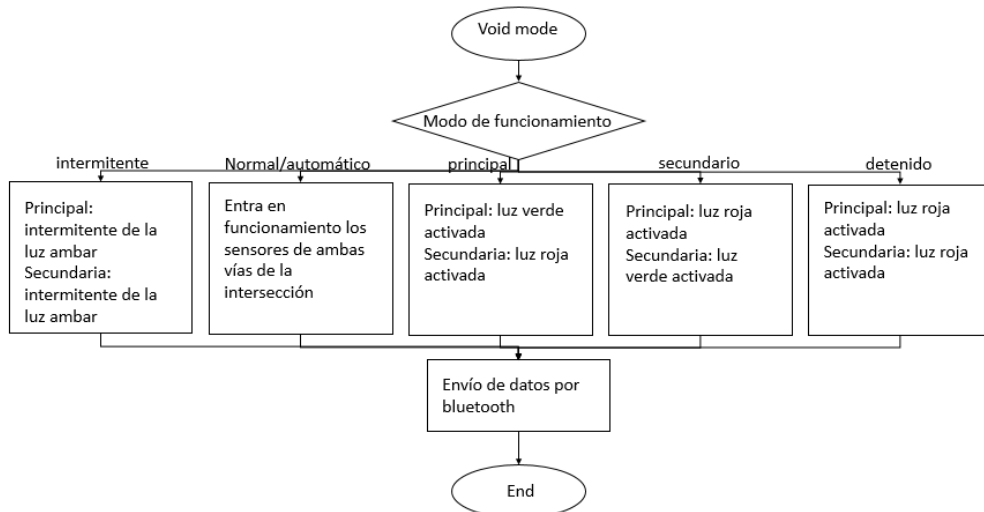 Void mode
Modo de funcionamiento
intermitente
Normal/automático
principal
secundario
detenido
Principal:
intermitente de la
luz ambar
Secundaria:
intermitente de la
luz ambar
Entra en
funcionamiento los
sensores de ambas
vías de la
intersección
Principal: luz verde
activada
Secundaria: luz roja
activada
Principal: luz roja
activada
Secundaria: luz
verde activada
Principal: luz roja
activada
Secundaria: luz roja
activada
Envío de datos por
bluetooth
End